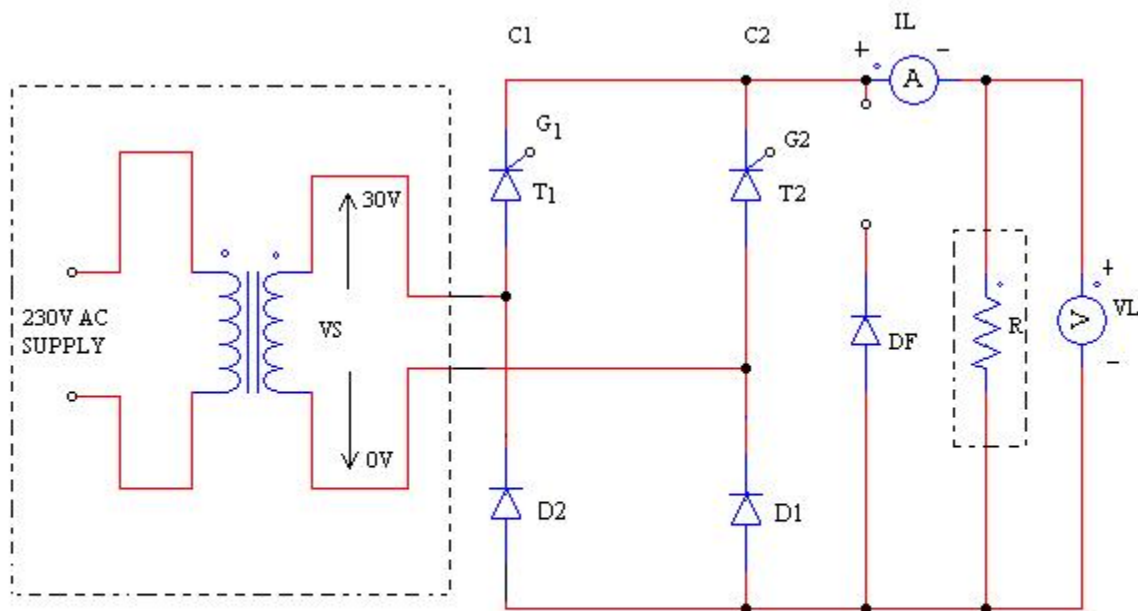 C1
C2
IL
+
-
G1
G2
T1
T2
30V
230V AC
SUPPLY
VS
0V
A
DF
R
+
V
VL
-
D2
D1